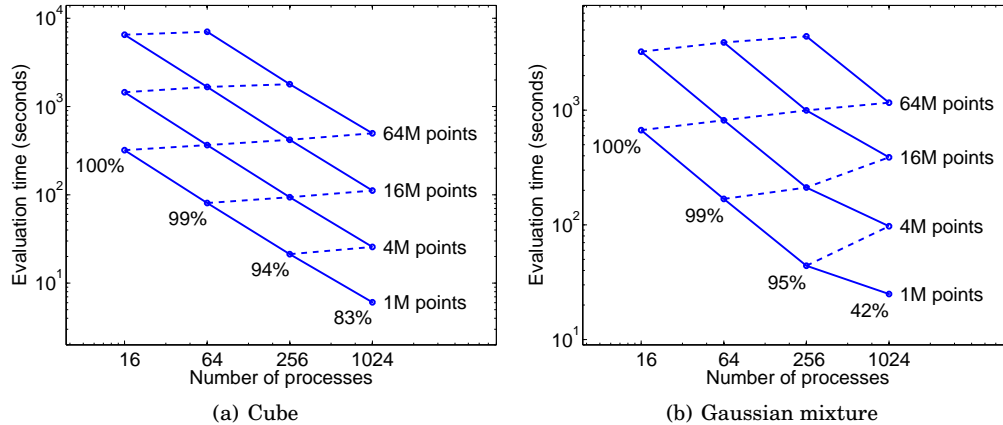 10^4
10^3
10^2
10^1
Evaluation time (seconds)
100%
99%
94%
83%
64M points
16M points
4M points
1M points
16 64 256 1024
Number of processes
(a) Cube
10^3
10^2
10^1
Evaluation time (seconds)
100%
99%
95%
42%
64M points
16M points
4M points
1M points
16 64 256 1024
Number of processes
(b) Gaussian mixture